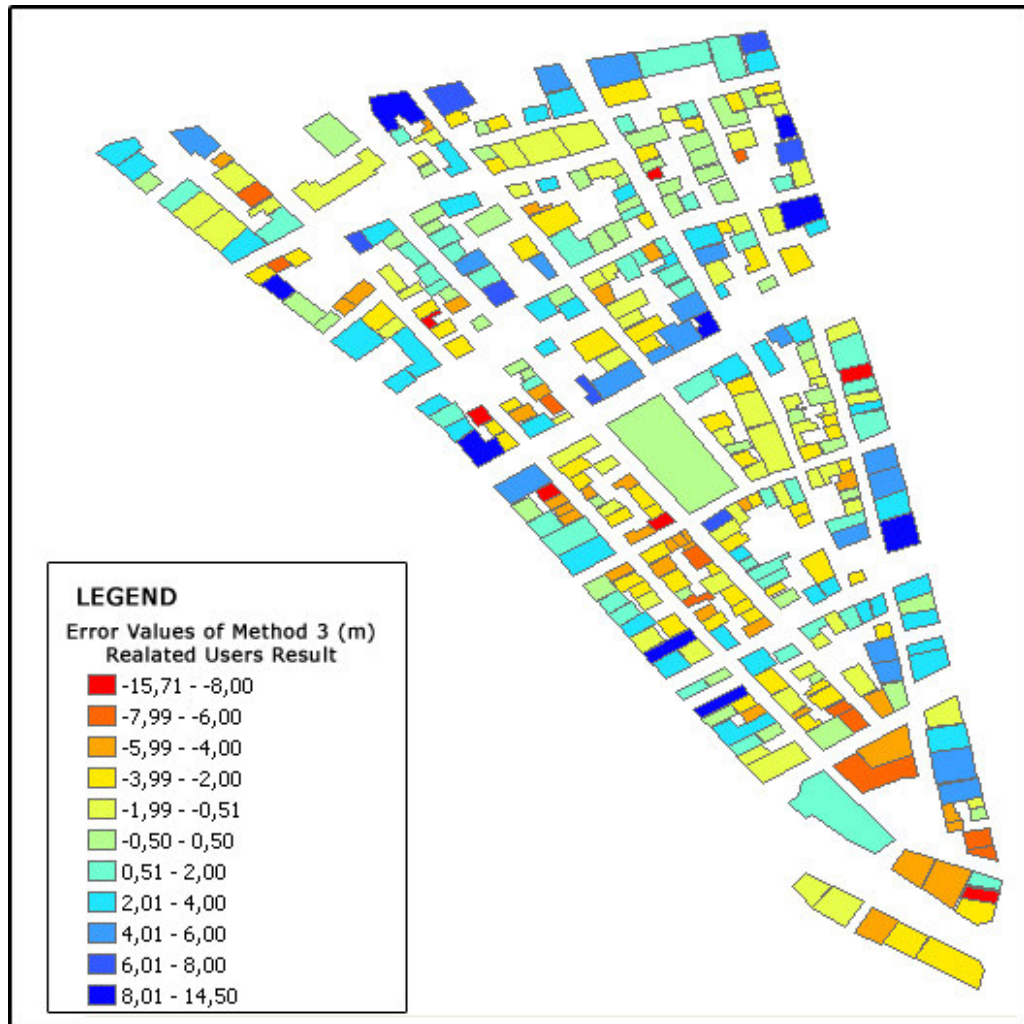 LEGEND
Error Values of Method 3 (m)
Realated Users Result
-15,71 - -8,00
-7,99 - -6,00
-5,99 - -4,00
-3,99 - -2,00
-1,99 - -0,51
-0,50 - 0,50
0,51 - 2,00
2,01 - 4,00
4,01 - 6,00
6,01 - 8,00
8,01 - 14,50